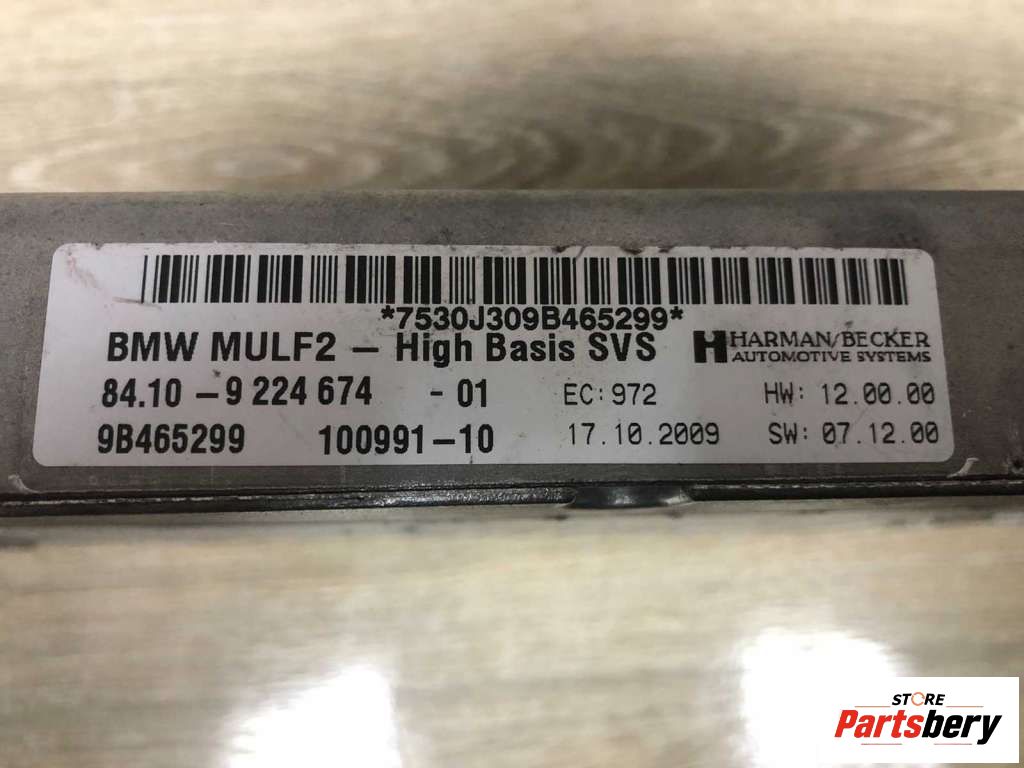 *7530J309B465299*
BMW MULF2 – High Basis SVS
HARMAN/BECKER
AUTOMOTIVE SYSTEMS
84.10 – 9 224 674 - 01 EC: 972 HW: 12.00.00
9B465299 100991–10 17.10.2009 SW: 07.12.00
STORE
Partsbery